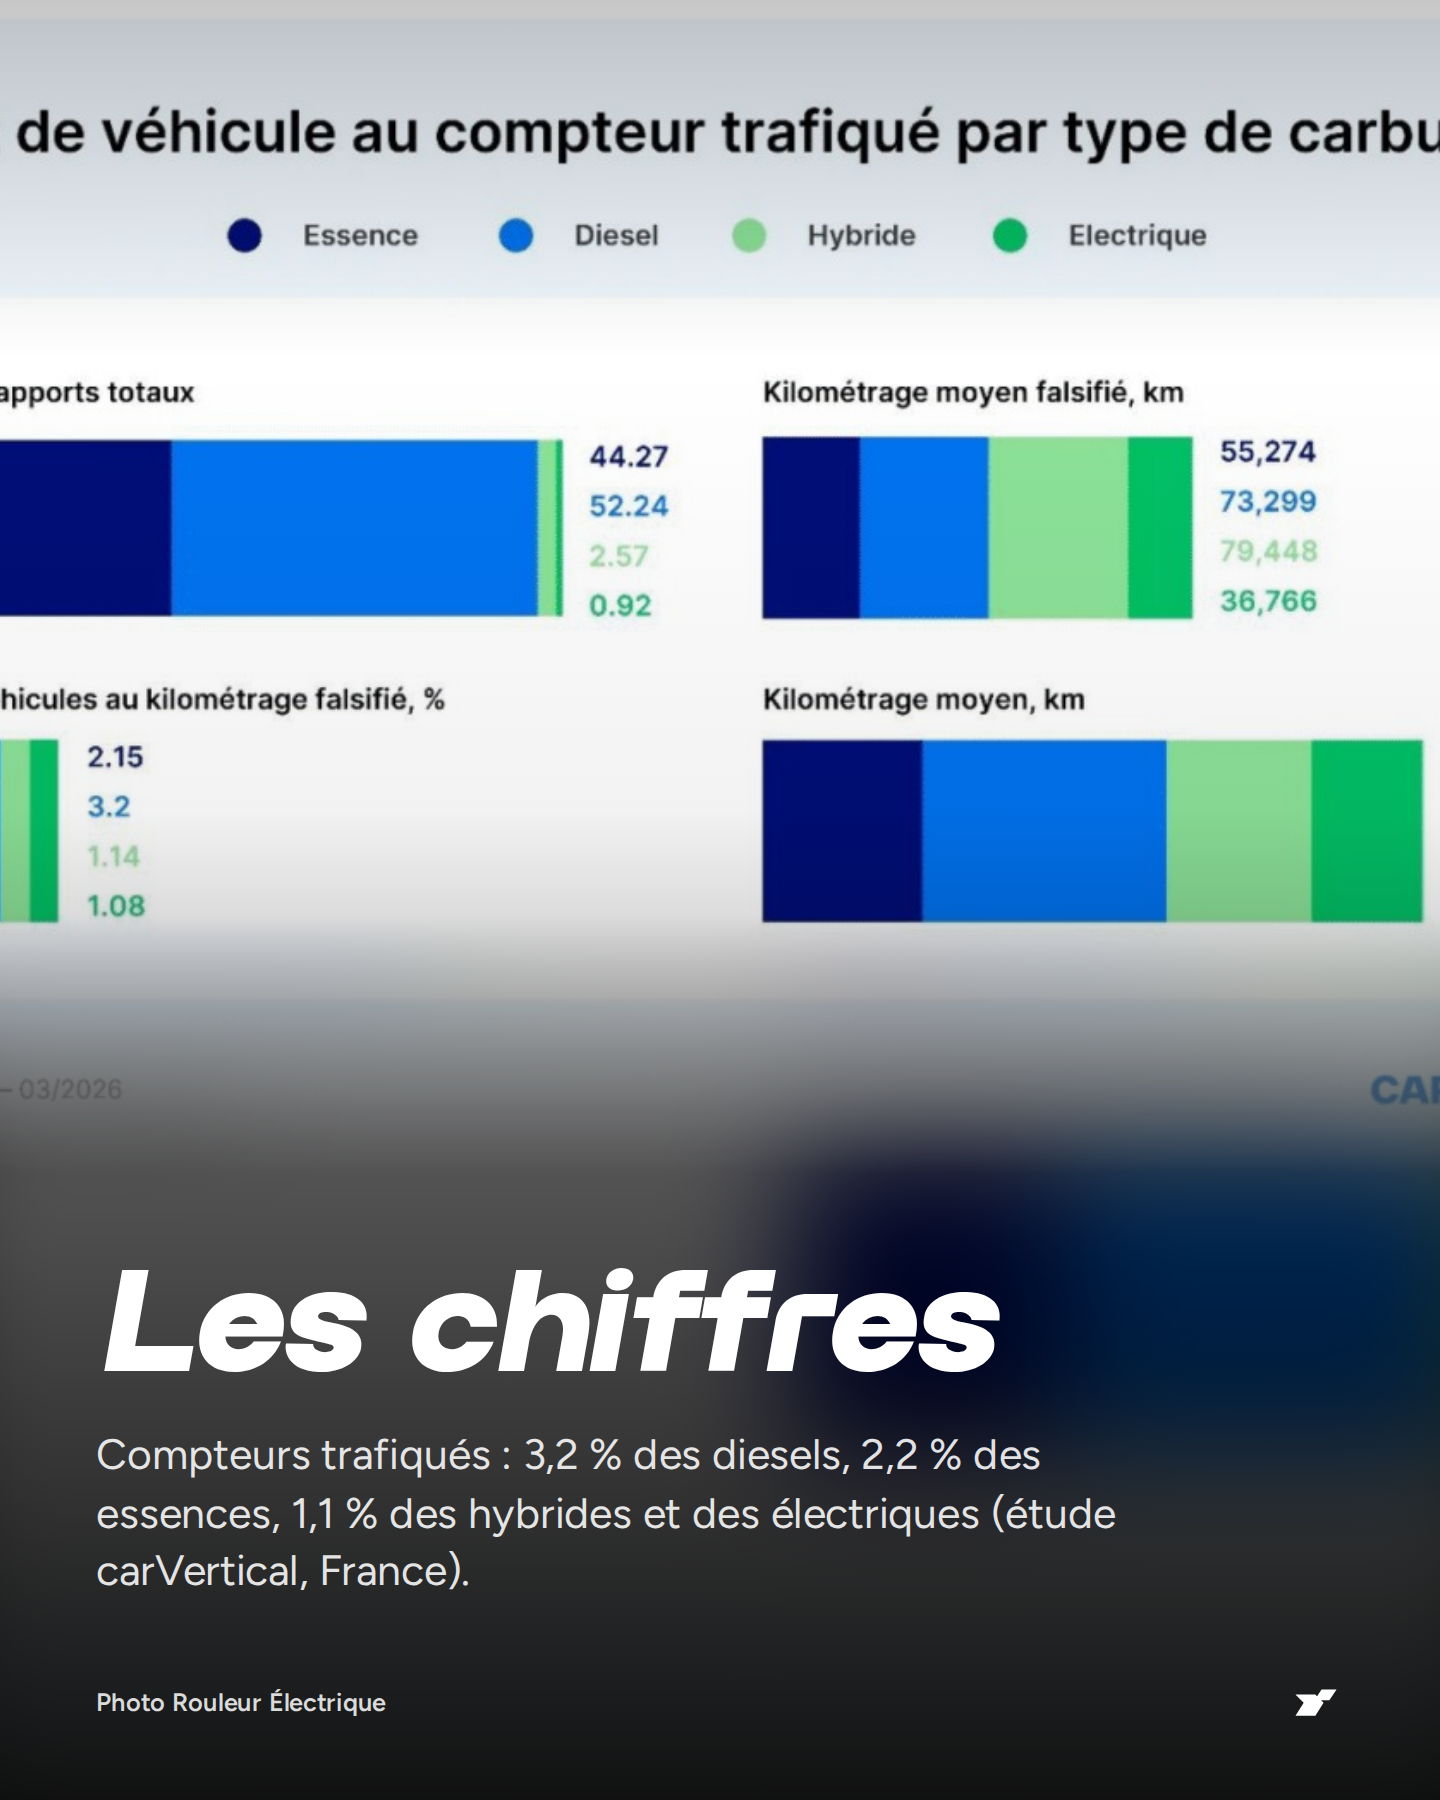 de véhicule au compteur trafiqué par type de carbu
Essence Diesel Hybride Electrique
apports totaux
44.27
52.24
2.57
0.92
Kilométrage moyen falsifié, km
55,274
73,299
79,448
36,766
hicules au kilométrage falsifié, %
2.15
3.2
1.14
1.08
Kilométrage moyen, km
– 03/2026
CAR
Les chiffres
Compteurs trafiqués : 3,2 % des diesels, 2,2 % des
essences, 1,1 % des hybrides et des électriques (étude
carVertical, France).
Photo Rouleur Électrique